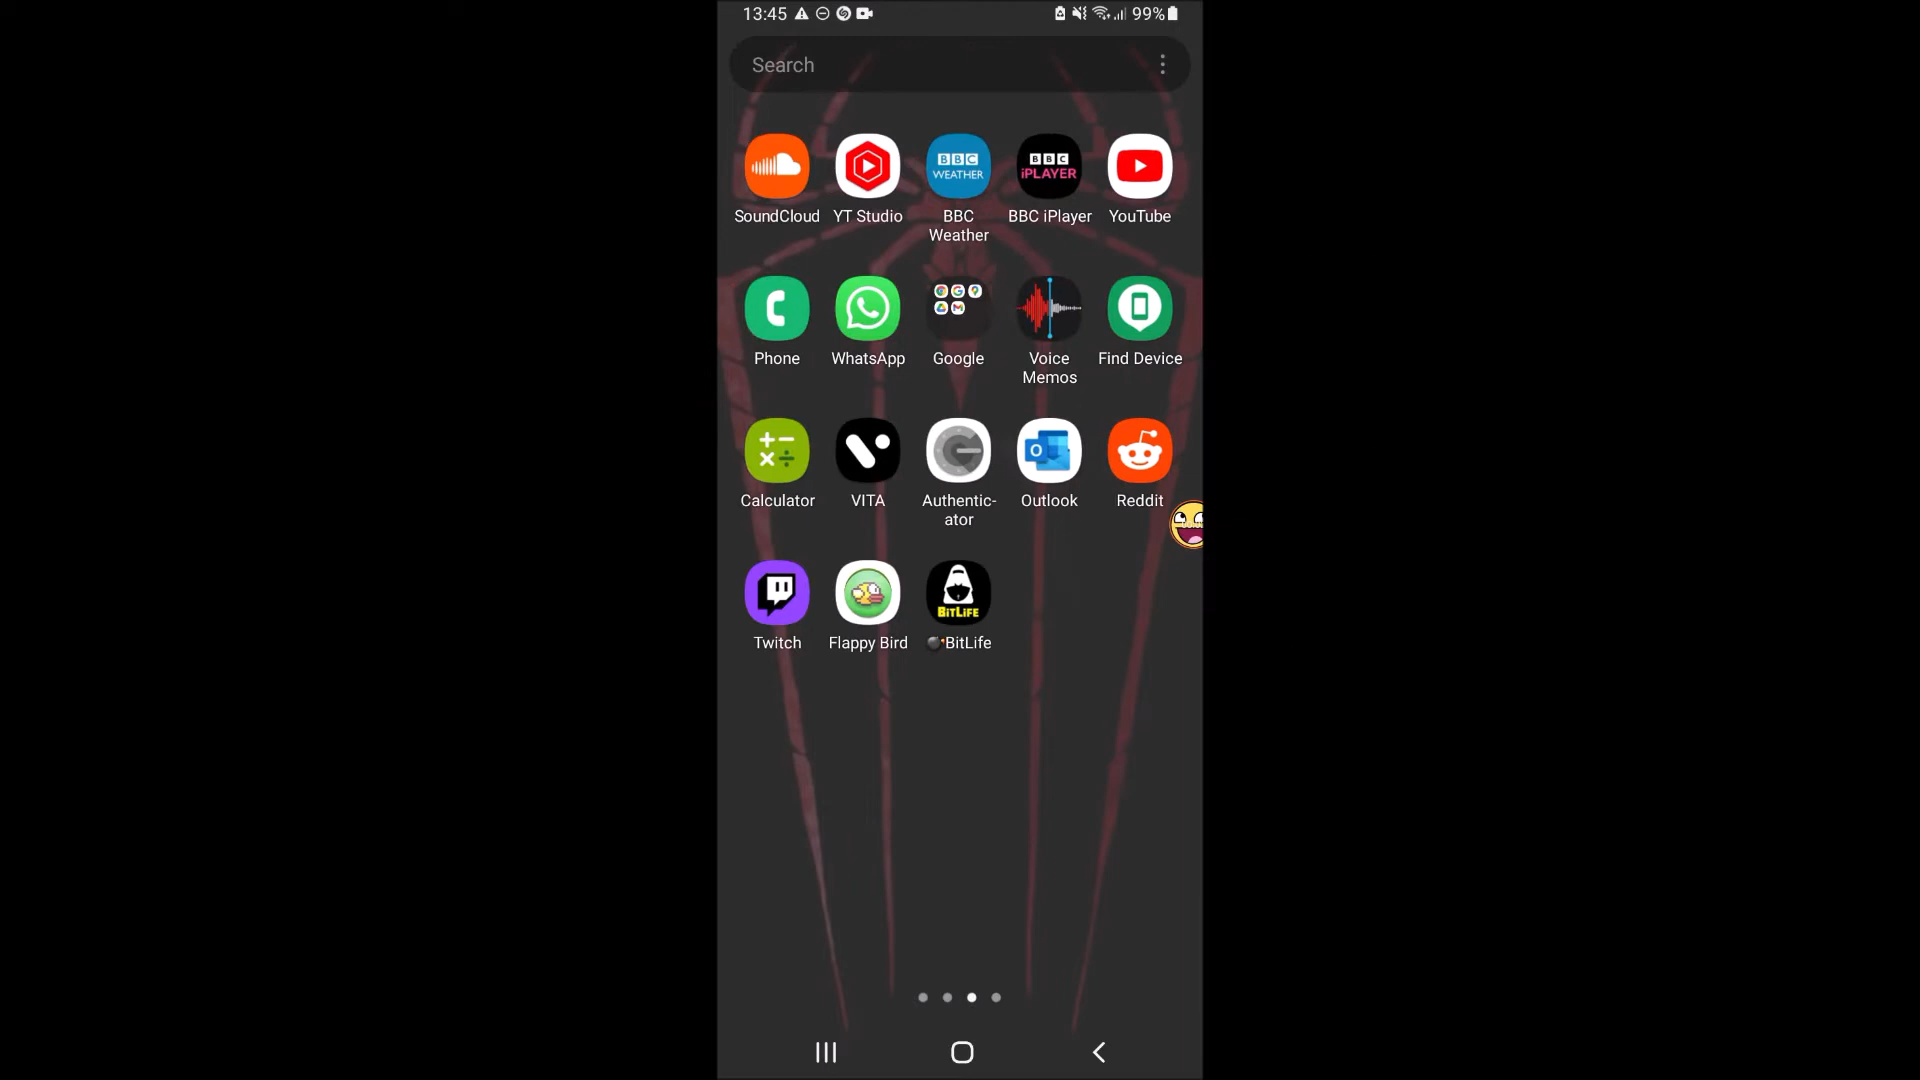 13:45
99%
Search
BBC
WEATHER
BBC
iPLAYER
SoundCloud
YT Studio
BBC
Weather
BBC iPlayer
YouTube
Phone
WhatsApp
Google
Voice
Memos
Find Device
Calculator
VITA
Authentic-
ator
Outlook
Reddit
BitLife
Twitch
Flappy Bird
💣BitLife